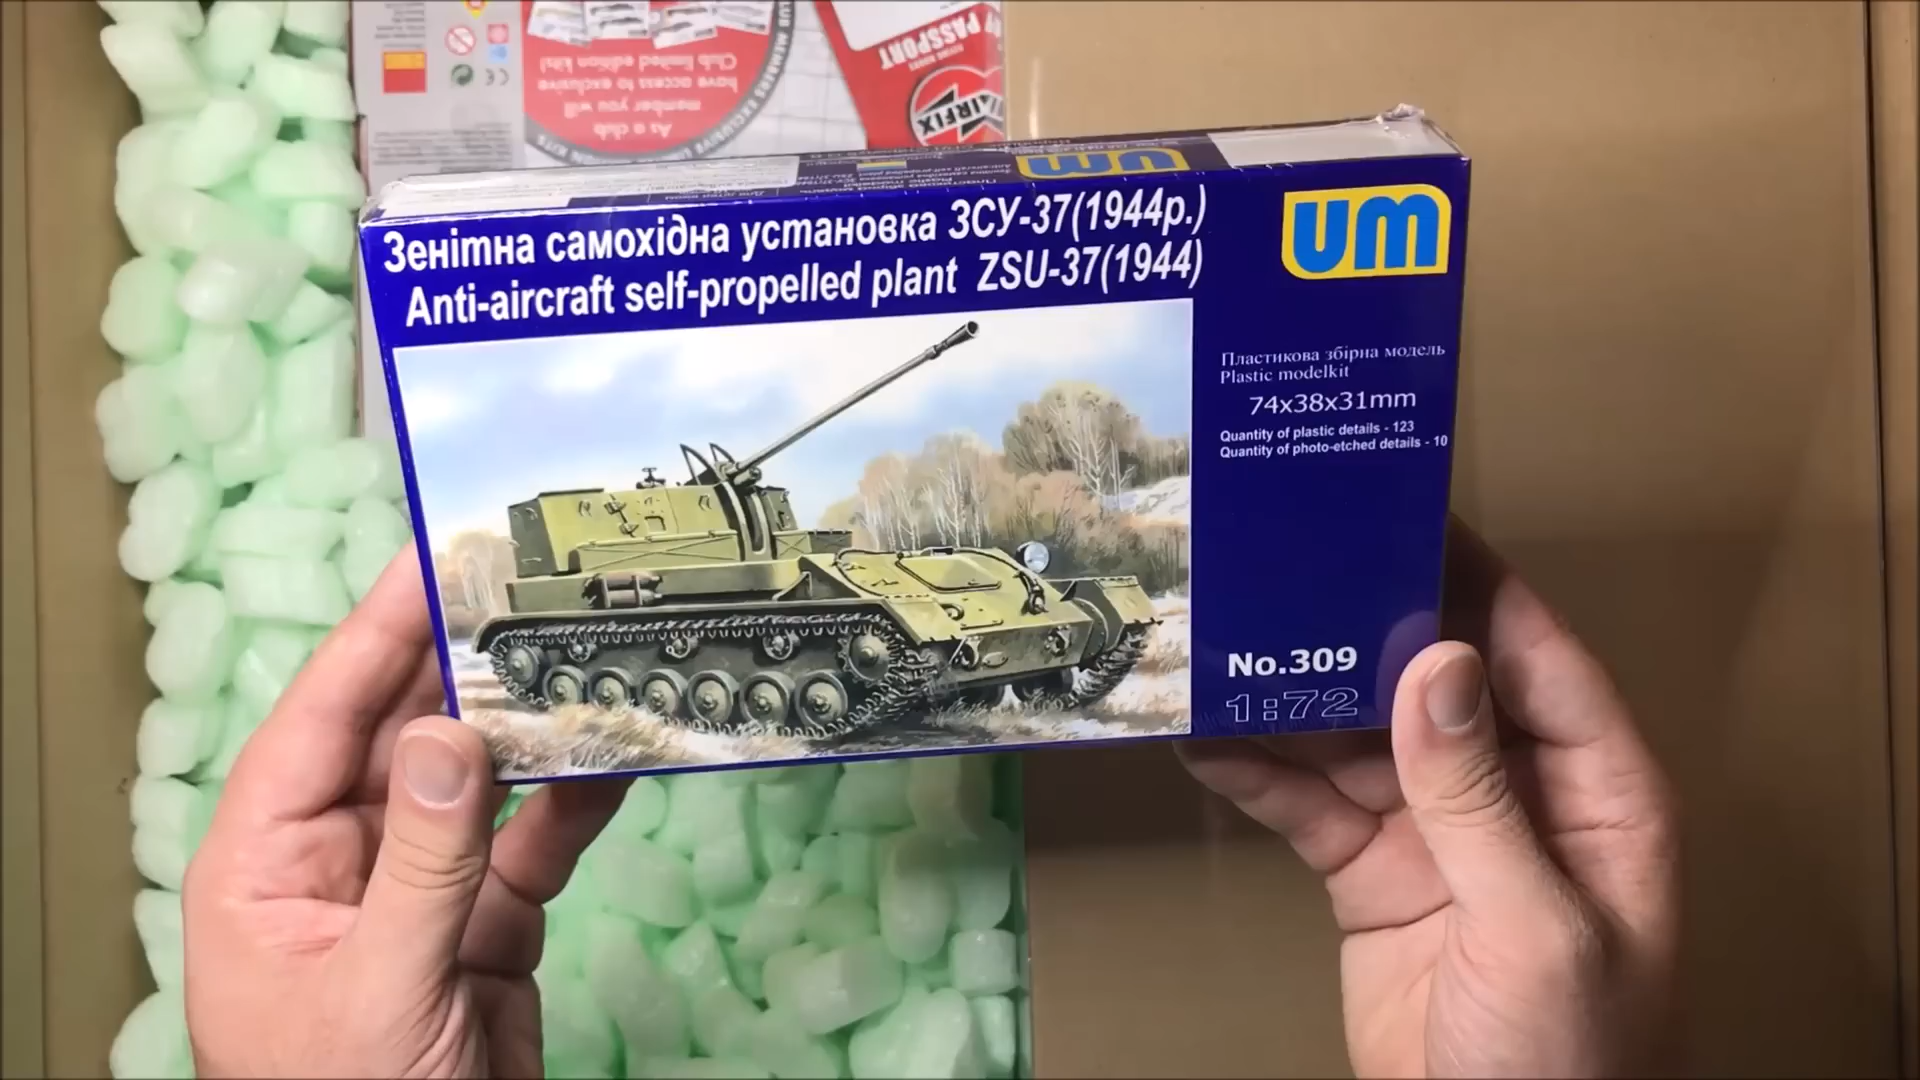 PASSPORT
AIRFIX
As a club
member you will
have access to exclusive
Club limited edition kits!
CE
um
Зенітна самохідна установка ЗСУ-37(1944р.)
Anti-aircraft self-propelled plant ZSU-37(1944)
um
Пластикова збірна модель
Plastic modelkit
74x38x31mm
Quantity of plastic details - 123
Quantity of photo-etched details - 10
No.309
1:72